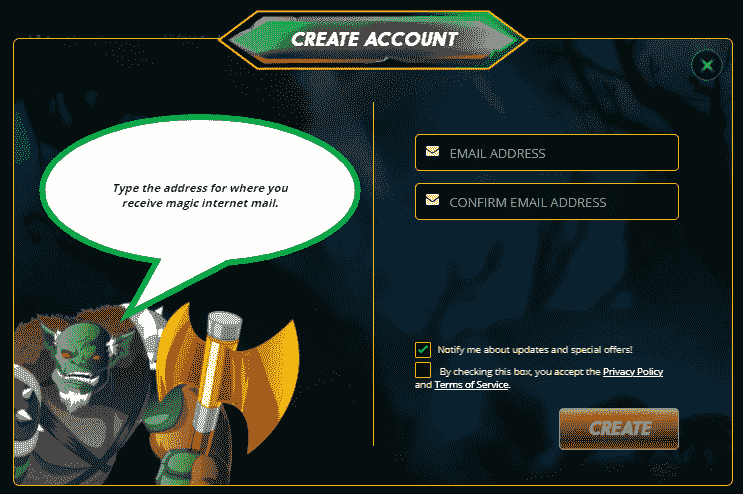 CREATE ACCOUNT
Type the address for where you
receive magic internet mail.
EMAIL ADDRESS
CONFIRM EMAIL ADDRESS
Notify me about updates and special offers!
By checking this box, you accept the Privacy Policy
and Terms of Service.
CREATE